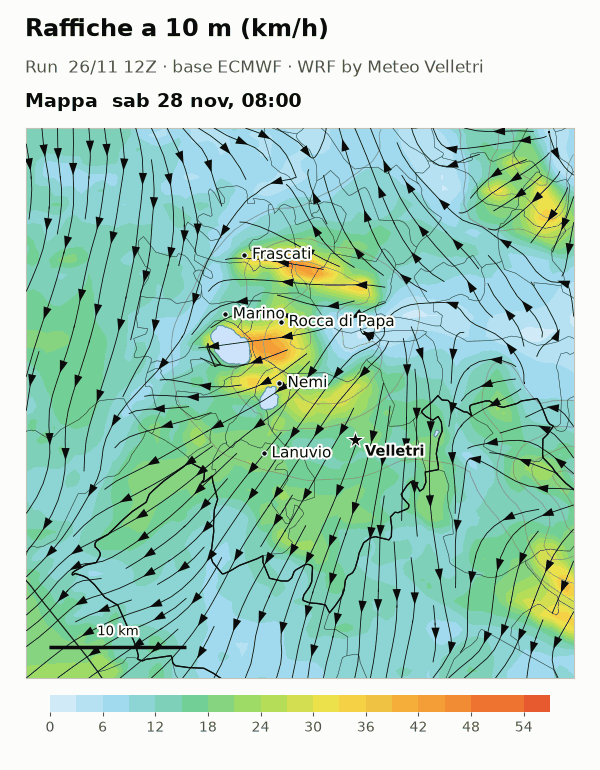 Raffiche a 10 m (km/h)
Run  26/11 12Z · base ECMWF · WRF by Meteo Velletri
Mappa  sab 28 nov, 08:00
Frascati
Marino
Rocca di Papa
Nemi
Velletri
Lanuvio
10 km
0 6 12 18 24 30 36 42 48 54